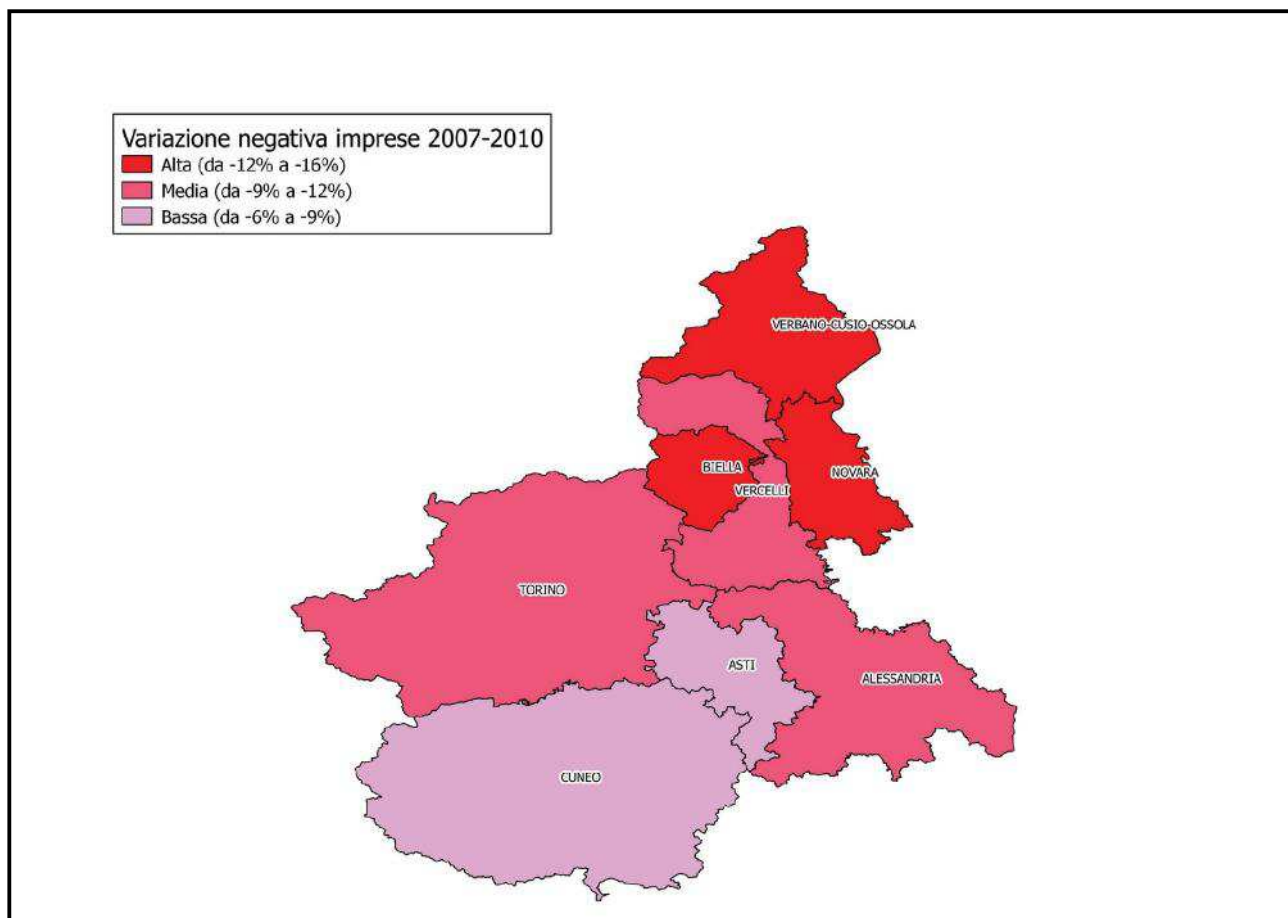 Variazione negativa imprese 2007-2010
Alta (da -12% a -16%)
Media (da -9% a -12%)
Bassa (da -6% a -9%)
VERBANO-CUSIO-OSSOLA
BIELLA
NOVARA
VERCELLI
TORINO
ASTI
ALESSANDRIA
CUNEO